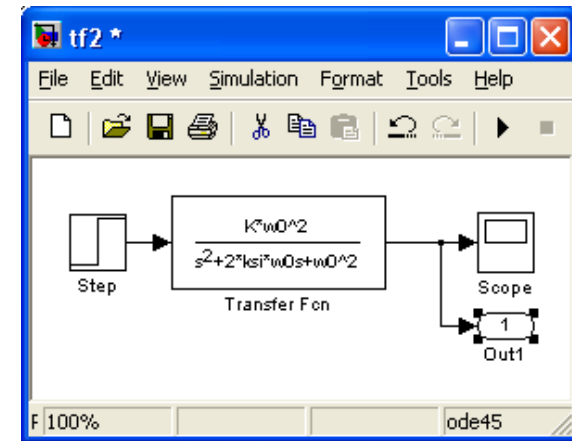 tf2 *
File Edit View Simulation Format Tools Help
K*w0^2
s2+2*ksi*w0s+w0^2
Step
Transfer Fcn
Scope
1
Out1
F 100% ode45